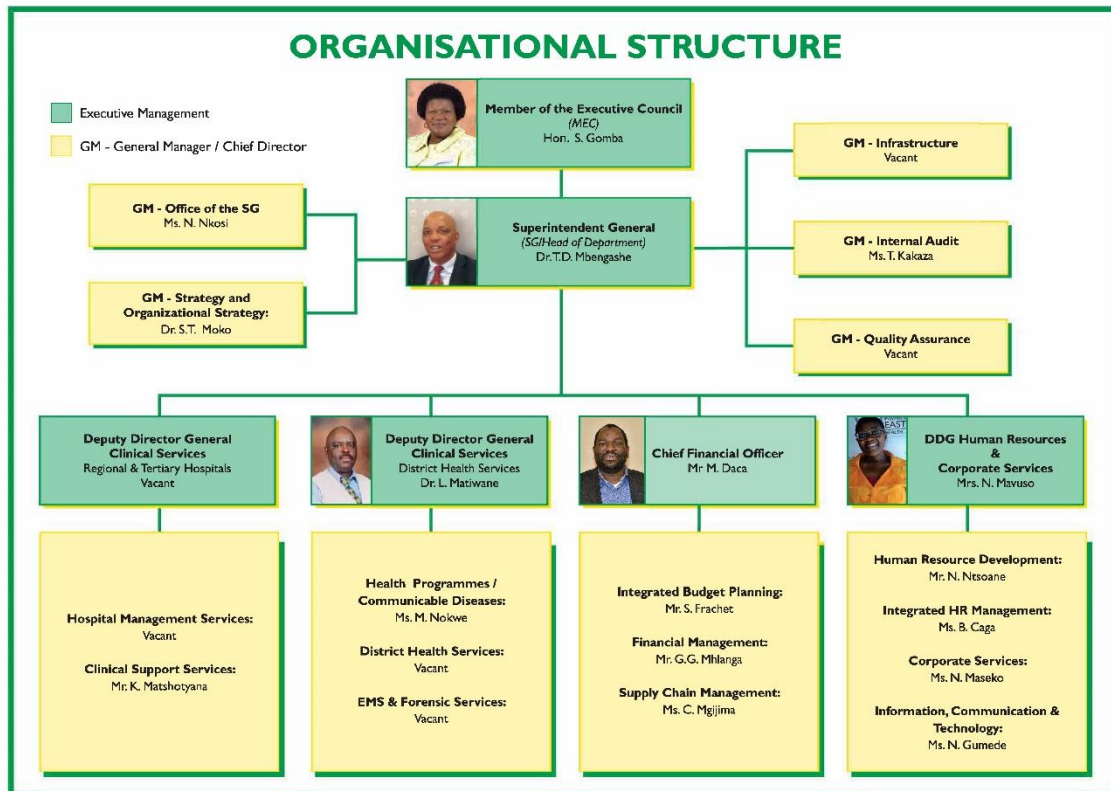 ORGANISATIONAL STRUCTURE
Executive Management
GM - General Manager / Chief Director
Member of the Executive Council
(MEC)
Hon. S. Gomba
GM - Office of the SG
Ms. N. Nkosi
GM - Strategy and
Organizational Strategy:
Dr. S.T. Moko
Superintendent General
(SG/Head of Department)
Dr. T.D. Mbengashe
GM - Infrastructure
Vacant
GM - Internal Audit
Ms. T. Kakaza
GM - Quality Assurance
Vacant
Deputy Director General
Clinical Services
Regional & Tertiary Hospitals
Vacant
Deputy Director General
Clinical Services
District Health Services
Dr. L. Matiwane
Chief Financial Officer
Mr M. Daca
EAST
DDG Human Resources
&
Corporate Services
Mrs. N. Mavuso
Hospital Management Services:
Vacant
Clinical Support Services:
Mr. K. Matshotyana
Health Programmes /
Communicable Diseases:
Ms. M. Nokwe
District Health Services:
Vacant
EMS & Forensic Services:
Vacant
Integrated Budget Planning:
Mr. S. Frachet
Financial Management:
Mr. G.G. Mhlanga
Supply Chain Management:
Ms. C. Mgijima
Human Resource Development:
Mr. N. Ntsoane
Integrated HR Management:
Ms. B. Caga
Corporate Services:
Ms. N. Maseko
Information, Communication &
Technology:
Ms. N. Gumede